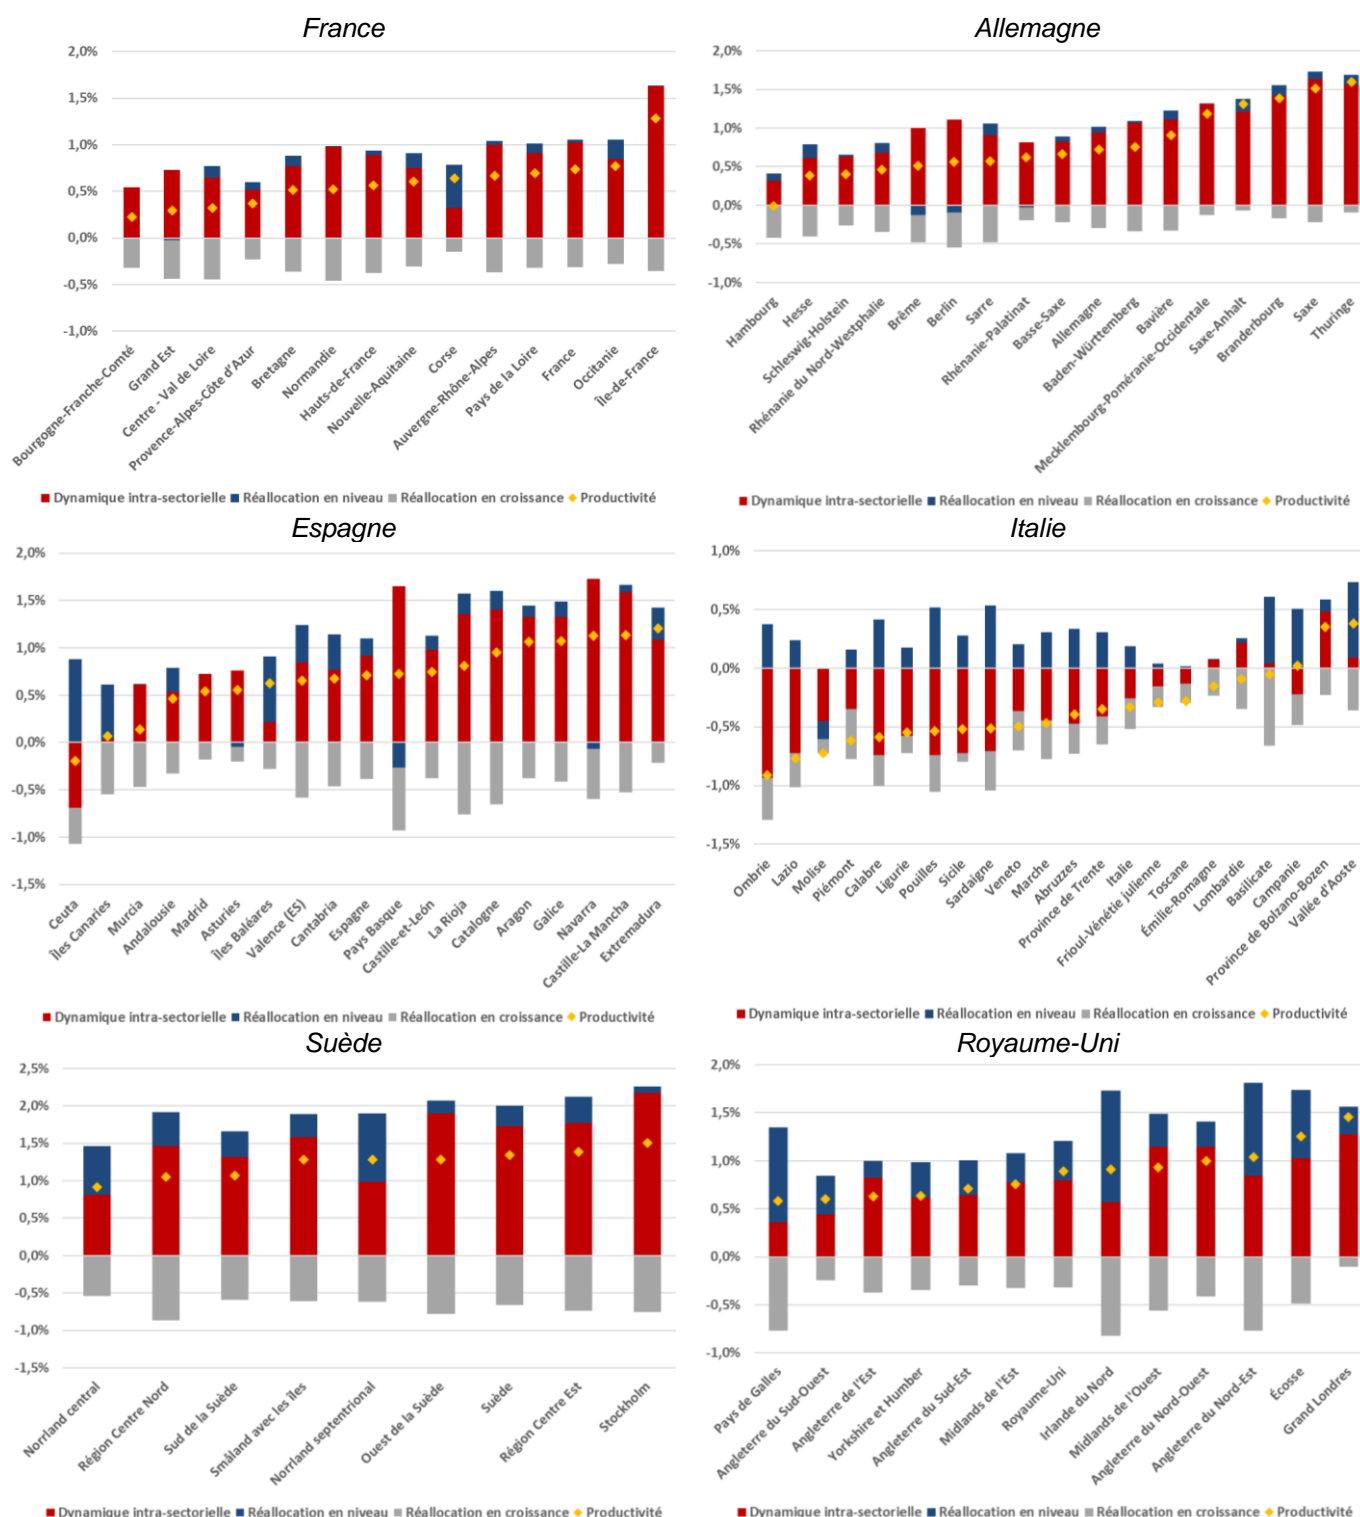 France
2,0%
1,5%
1,0%
0,5%
0,0%
-0,5%
-1,0%
Bourgogne-Franche-Comté
Grand Est
Centre - Val de Loire
Provence-Alpes-Côte d'Azur
Bretagne
Normandie
Hauts-de-France
Nouvelle-Aquitaine
Corse
Auvergne-Rhône-Alpes
Pays de la Loire
France
Occitanie
Île-de-France
Dynamique intra-sectorielle Réallocation en niveau Réallocation en croissance Productivité
Allemagne
2,0%
1,5%
1,0%
0,5%
0,0%
-0,5%
-1,0%
Hambourg
Hesse
Schleswig-Holstein
Rhénanie du Nord-Westphalie
Brême
Berlin
Sarre
Rhénanie-Palatinat
Basse-Saxe
Allemagne
Baden-Württemberg
Bavière
Mecklembourg-Poméranie-Occidentale
Saxe-Anhalt
Branderbourg
Saxe
Thuringe
Dynamique intra-sectorielle Réallocation en niveau Réallocation en croissance Productivité
Espagne
2,0%
1,5%
1,0%
0,5%
0,0%
-0,5%
-1,0%
-1,5%
Ceuta
Îles Canaries
Murcia
Andalousie
Madrid
Asturies
Îles Baléares
Valence (ES)
Cantabria
Espagne
Pays Basque
Castille-et-León
La Rioja
Catalogne
Aragon
Galice
Navarra
Castille-La Mancha
Extremadura
Dynamique intra-sectorielle Réallocation en niveau Réallocation en croissance Productivité
Italie
1,0%
0,5%
0,0%
-0,5%
-1,0%
-1,5%
Ombrie
Lazio
Molise
Piémont
Calabre
Ligurie
Pouilles
Sicile
Sardaigne
Veneto
Marche
Abruzzes
Province de Trente
Italie
Frioul-Vénétie julienne
Toscane
Émilie-Romagne
Lombardie
Basilicate
Campanie
Province de Bolzano-Bozen
Vallée d'Aoste
Dynamique intra-sectorielle Réallocation en niveau Réallocation en croissance Productivité
Suède
2,5%
2,0%
1,5%
1,0%
0,5%
0,0%
-0,5%
-1,0%
-1,5%
Norrland central
Région Centre Nord
Sud de la Suède
Småland avec les îles
Norrland septentrional
Ouest de la Suède
Suède
Région Centre Est
Stockholm
Dynamique intra-sectorielle Réallocation en niveau Réallocation en croissance Productivité
Royaume-Uni
2,0%
1,5%
1,0%
0,5%
0,0%
-0,5%
-1,0%
Pays de Galles
Angleterre du Sud-Ouest
Angleterre de l'Est
Yorkshire et Humber
Angleterre du Sud-Est
Midlands de l'Est
Royaume-Uni
Irlande du Nord
Midlands de l'Ouest
Angleterre du Nord-Ouest
Angleterre du Nord-Est
Écosse
Grand Londres
Dynamique intra-sectorielle Réallocation en niveau Réallocation en croissance Productivité